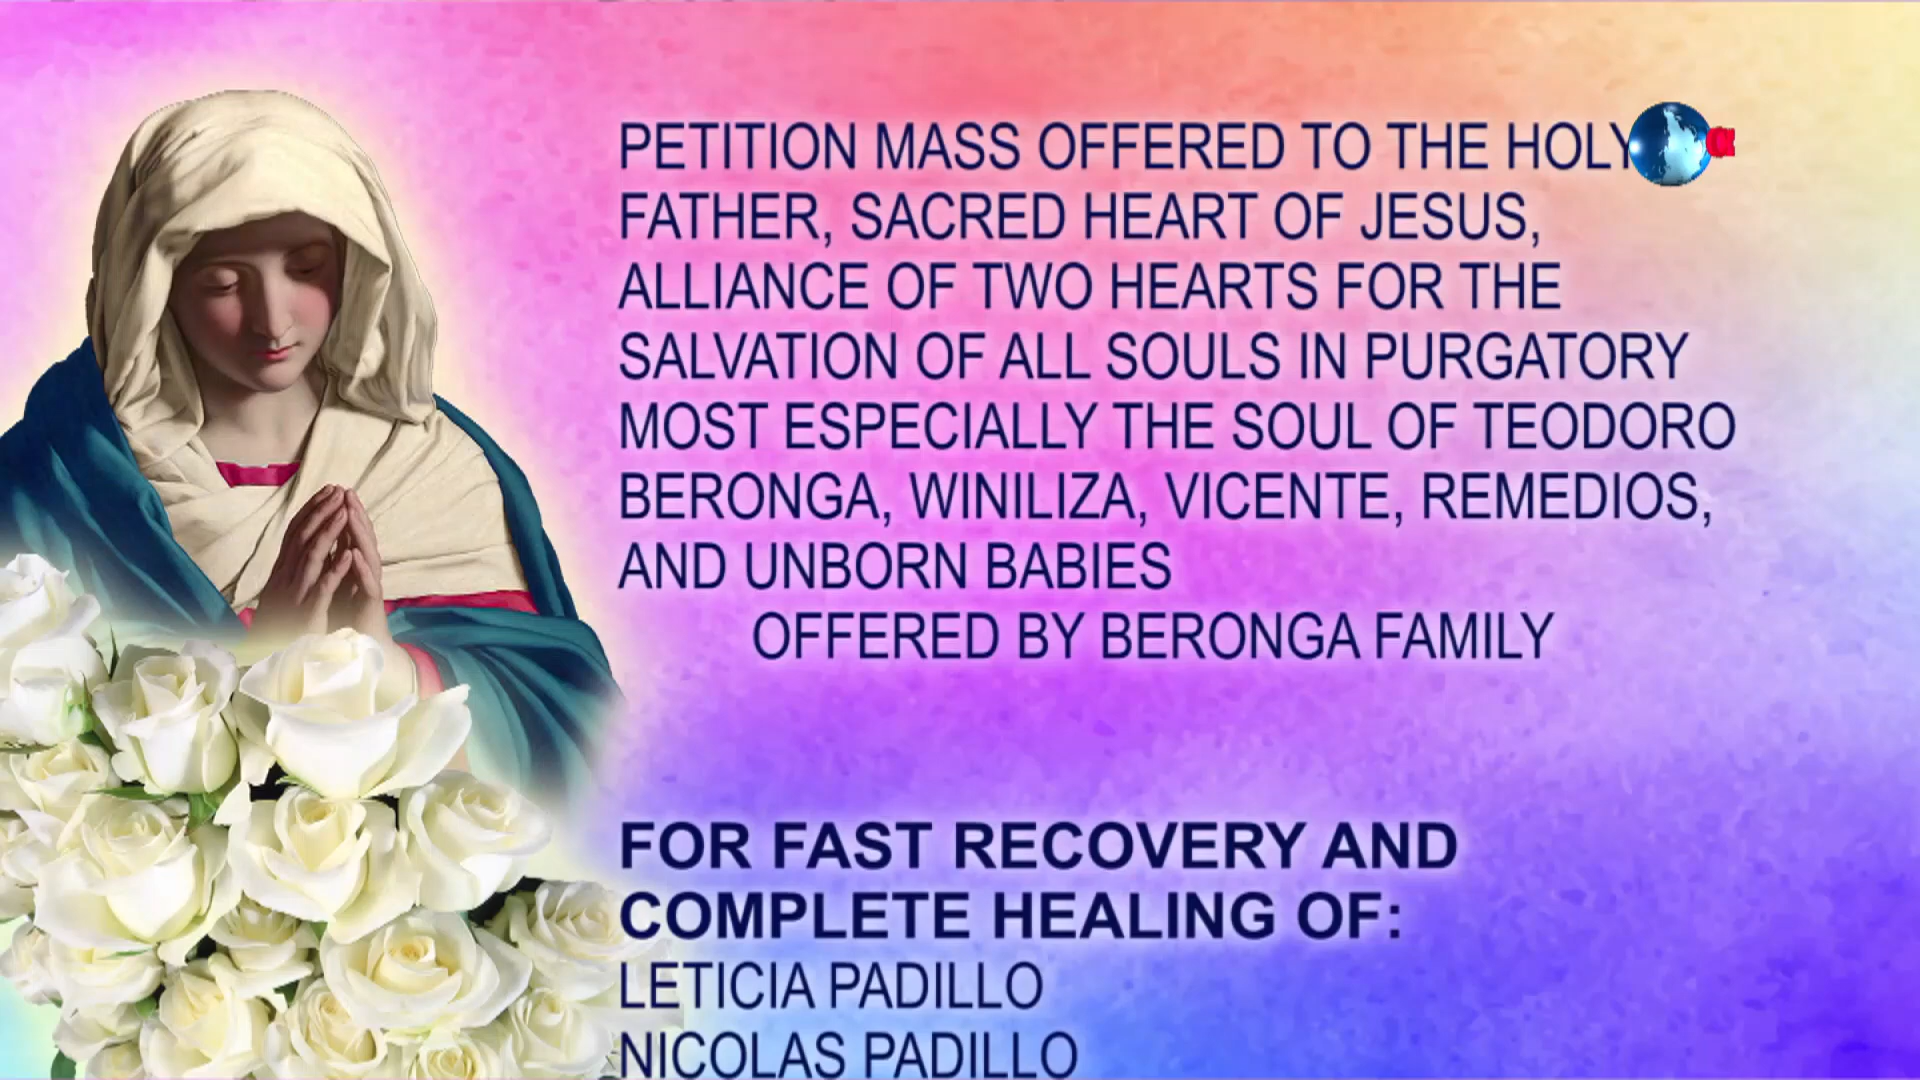 PETITION MASS OFFERED TO THE HOLY
FATHER, SACRED HEART OF JESUS,
ALLIANCE OF TWO HEARTS FOR THE
SALVATION OF ALL SOULS IN PURGATORY
MOST ESPECIALLY THE SOUL OF TEODORO
BERONGA, WINILIZA, VICENTE, REMEDIOS,
AND UNBORN BABIES
OFFERED BY BERONGA FAMILY
FOR FAST RECOVERY AND
COMPLETE HEALING OF:
LETICIA PADILLO
NICOLAS PADILLO